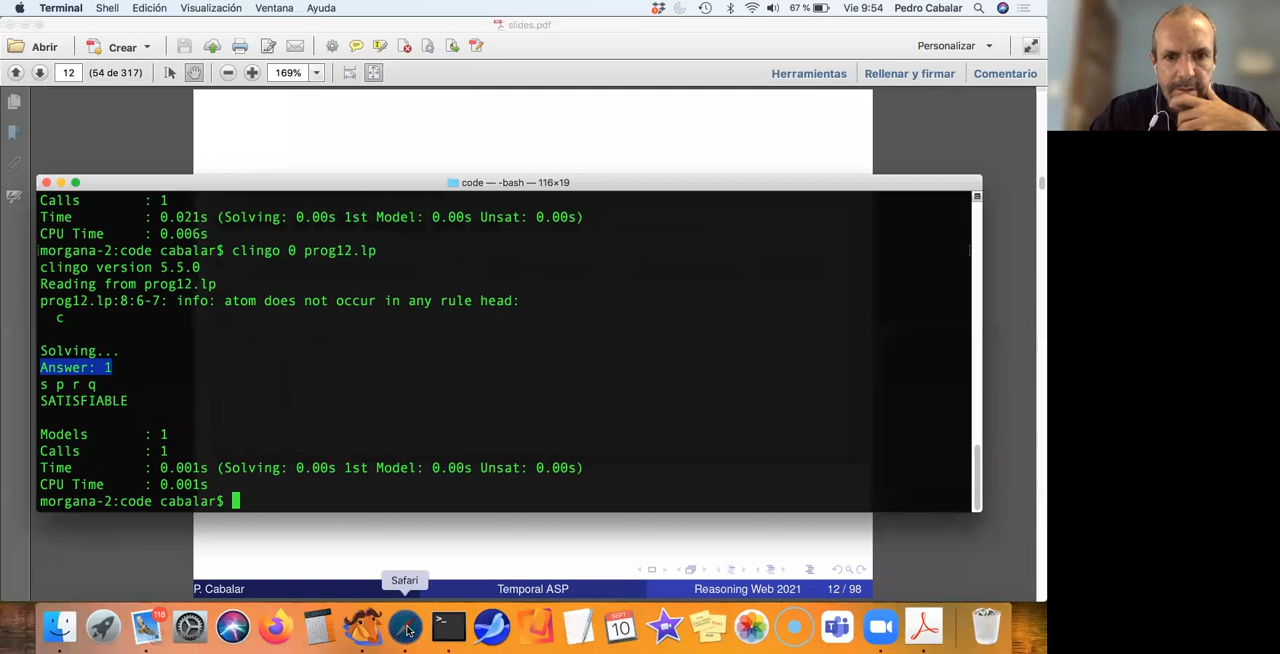 Terminal Shell Edición Visualización Ventana Ayuda 67 % Vie 9:54 Pedro Cabalar
slides.pdf
Abrir Crear Personalizar
12 (54 de 317) 169% Herramientas Rellenar y firmar Comentario
code — -bash — 116×19
Calls : 1
Time : 0.021s (Solving: 0.00s 1st Model: 0.00s Unsat: 0.00s)
CPU Time : 0.006s
morgana-2:code cabalar$ clingo 0 prog12.lp
clingo version 5.5.0
Reading from prog12.lp
prog12.lp:8:6-7: info: atom does not occur in any rule head:
c
Solving...
Answer: 1
s p r q
SATISFIABLE
Models : 1
Calls : 1
Time : 0.001s (Solving: 0.00s 1st Model: 0.00s Unsat: 0.00s)
CPU Time : 0.001s
morgana-2:code cabalar$
Safari
P. Cabalar Temporal ASP Reasoning Web 2021 12 / 98
118
SEPT
10